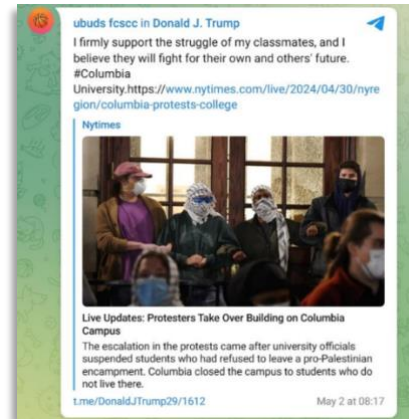 ubuds fcscc in Donald J. Trump
I firmly support the struggle of my classmates, and I
believe they will fight for their own and others' future.
#Columbia
University.https://www.nytimes.com/live/2024/04/30/nyre
gion/columbia-protests-college
Nytimes
Live Updates: Protesters Take Over Building on Columbia
Campus
The escalation in the protests came after university officials
suspended students who had refused to leave a pro-Palestinian
encampment. Columbia closed the campus to students who do
not live there.
t.me/DonaldJTrump29/1612 May 2 at 08:17